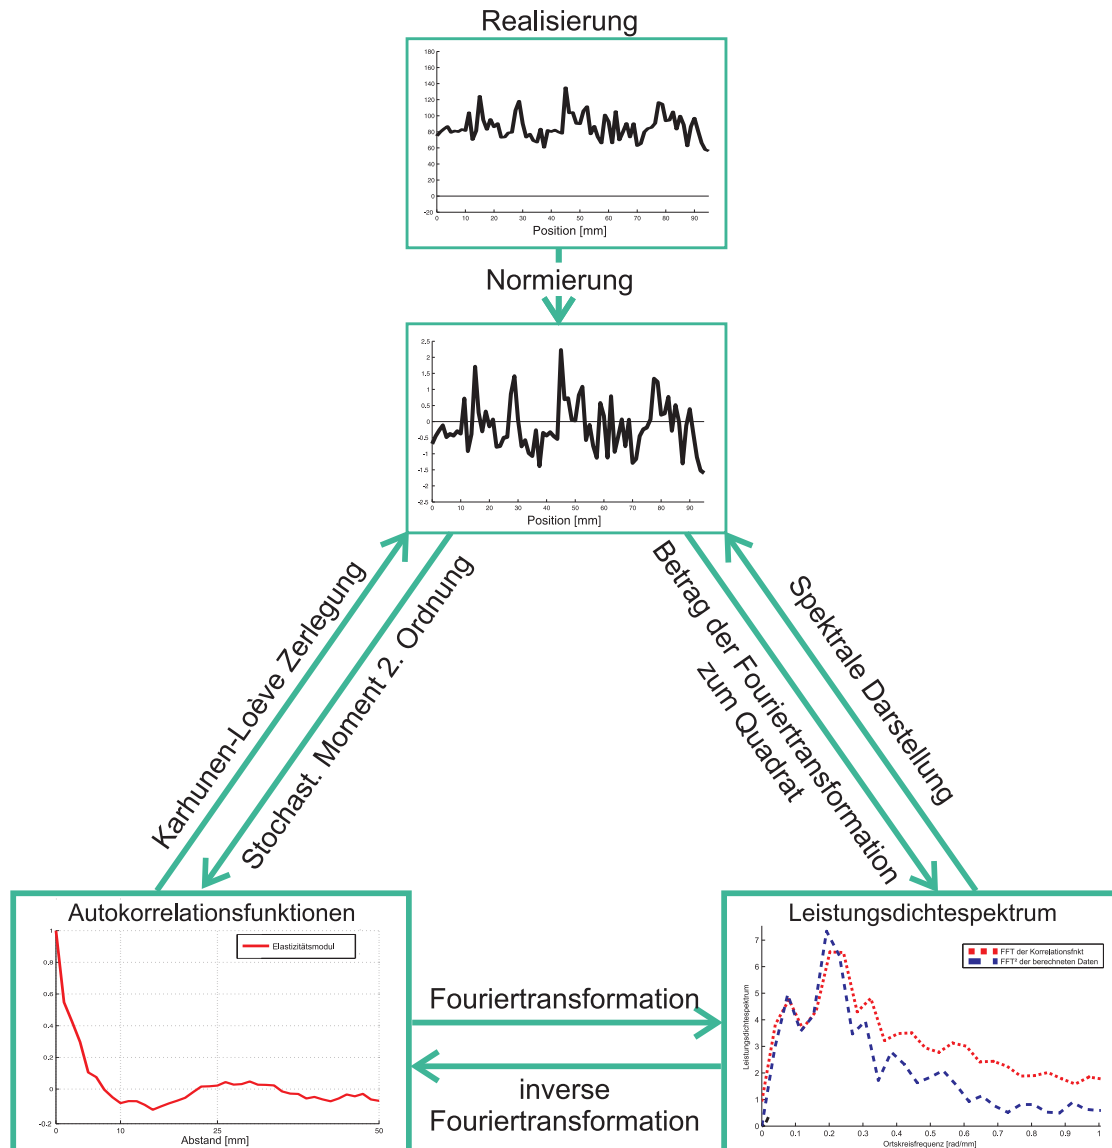 Realisierung
180
160
140
120
100
80
60
40
20
0
-20
0 10 20 30 40 50 60 70 80 90
Position [mm]
Normierung
2.5
2
1.5
1
0.5
0
-0.5
-1
-1.5
-2
-2.5
0 10 20 30 40 50 60 70 80 90
Position [mm]
Karhunen-Loève Zerlegung
Stochast. Moment 2. Ordnung
Betrag der Fouriertransformation
zum Quadrat
Spektrale Darstellung
Autokorrelationsfunktionen
Elastizitätsmodul
1
0.8
0.6
0.4
0.2
0
-0.2
0 10 25 50
Abstand [mm]
Fouriertransformation
inverse
Fouriertransformation
Leistungsdichtespektrum
FFT der Korrelationsfnkt
FFT² der berechneten Daten
Leistungsdichtespektrum
7
6
5
4
3
2
1
0
0 0.1 0.2 0.3 0.4 0.5 0.6 0.7 0.8 0.9 1
Ortskreisfrequenz [rad/mm]